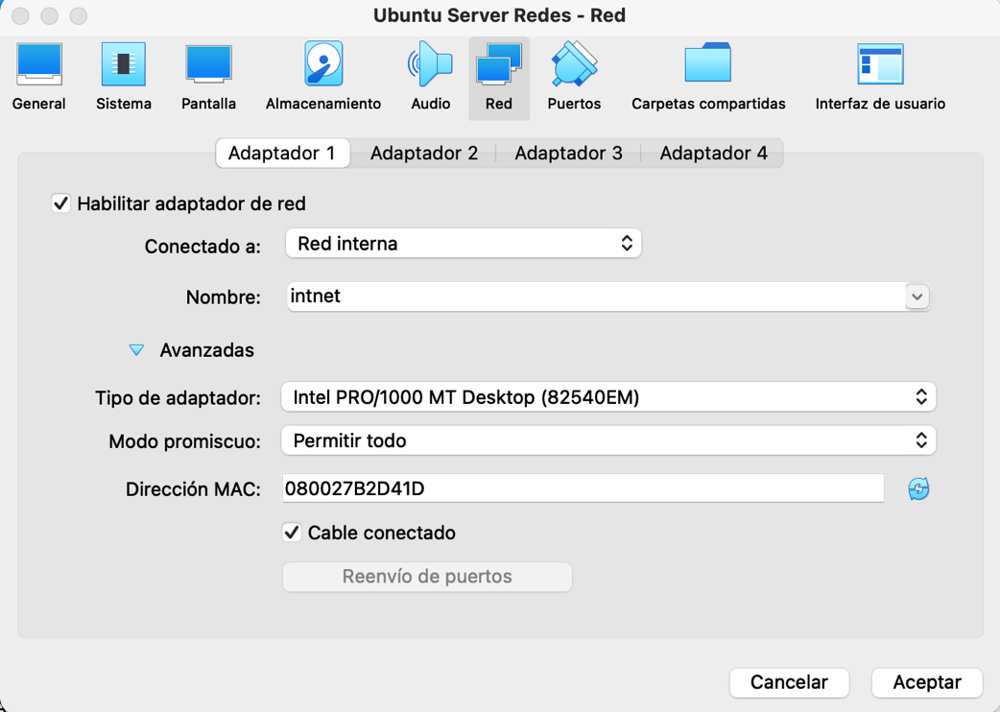 Ubuntu Server Redes - Red
General Sistema Pantalla Almacenamiento Audio Red Puertos Carpetas compartidas Interfaz de usuario
Adaptador 1 Adaptador 2 Adaptador 3 Adaptador 4
Habilitar adaptador de red
Conectado a: Red interna
Nombre: intnet
Avanzadas
Tipo de adaptador: Intel PRO/1000 MT Desktop (82540EM)
Modo promiscuo: Permitir todo
Dirección MAC: 080027B2D41D
Cable conectado
Reenvío de puertos
Cancelar Aceptar